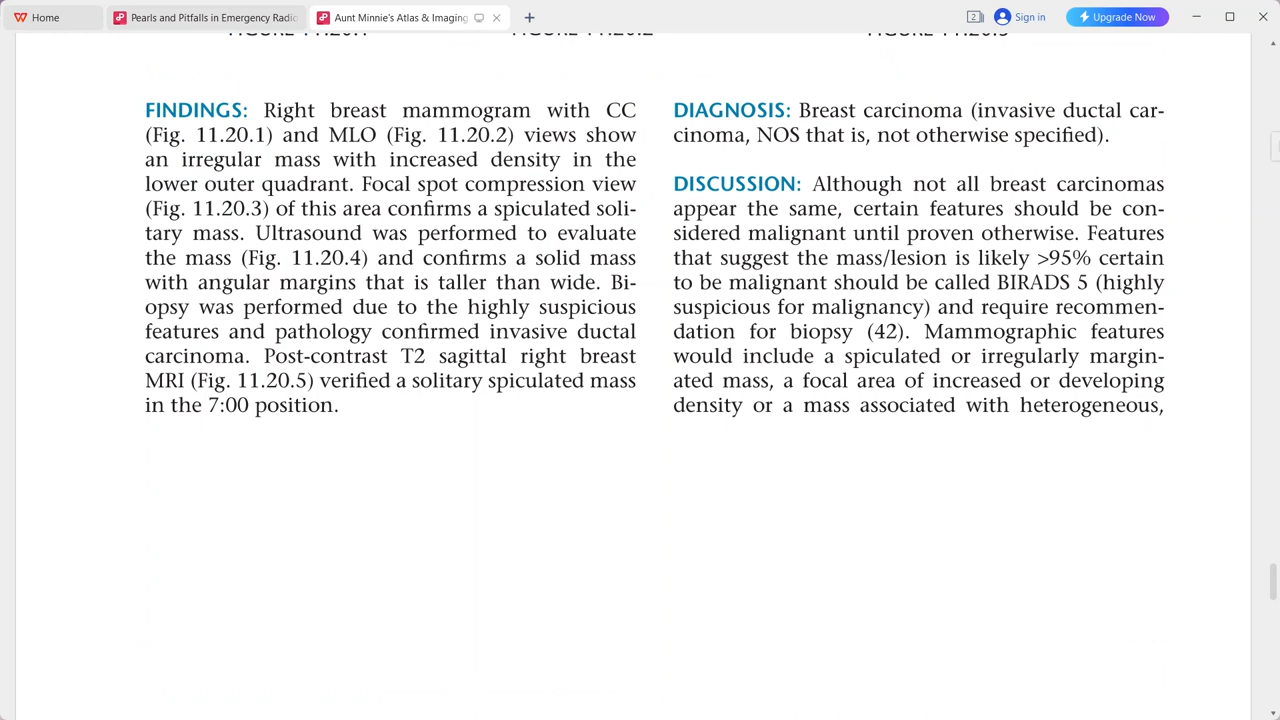 Home
Pearls and Pitfalls in Emergency Radio
Aunt Minnie's Atlas & Imaging
2
Sign in
Upgrade Now
FINDINGS: Right breast mammogram with CC
(Fig. 11.20.1) and MLO (Fig. 11.20.2) views show
an irregular mass with increased density in the
lower outer quadrant. Focal spot compression view
(Fig. 11.20.3) of this area confirms a spiculated soli-
tary mass. Ultrasound was performed to evaluate
the mass (Fig. 11.20.4) and confirms a solid mass
with angular margins that is taller than wide. Bi-
opsy was performed due to the highly suspicious
features and pathology confirmed invasive ductal
carcinoma. Post-contrast T2 sagittal right breast
MRI (Fig. 11.20.5) verified a solitary spiculated mass
in the 7:00 position.
DIAGNOSIS: Breast carcinoma (invasive ductal car-
cinoma, NOS that is, not otherwise specified).
DISCUSSION: Although not all breast carcinomas
appear the same, certain features should be con-
sidered malignant until proven otherwise. Features
that suggest the mass/lesion is likely >95% certain
to be malignant should be called BIRADS 5 (highly
suspicious for malignancy) and require recommen-
dation for biopsy (42). Mammographic features
would include a spiculated or irregularly margin-
ated mass, a focal area of increased or developing
density or a mass associated with heterogeneous,